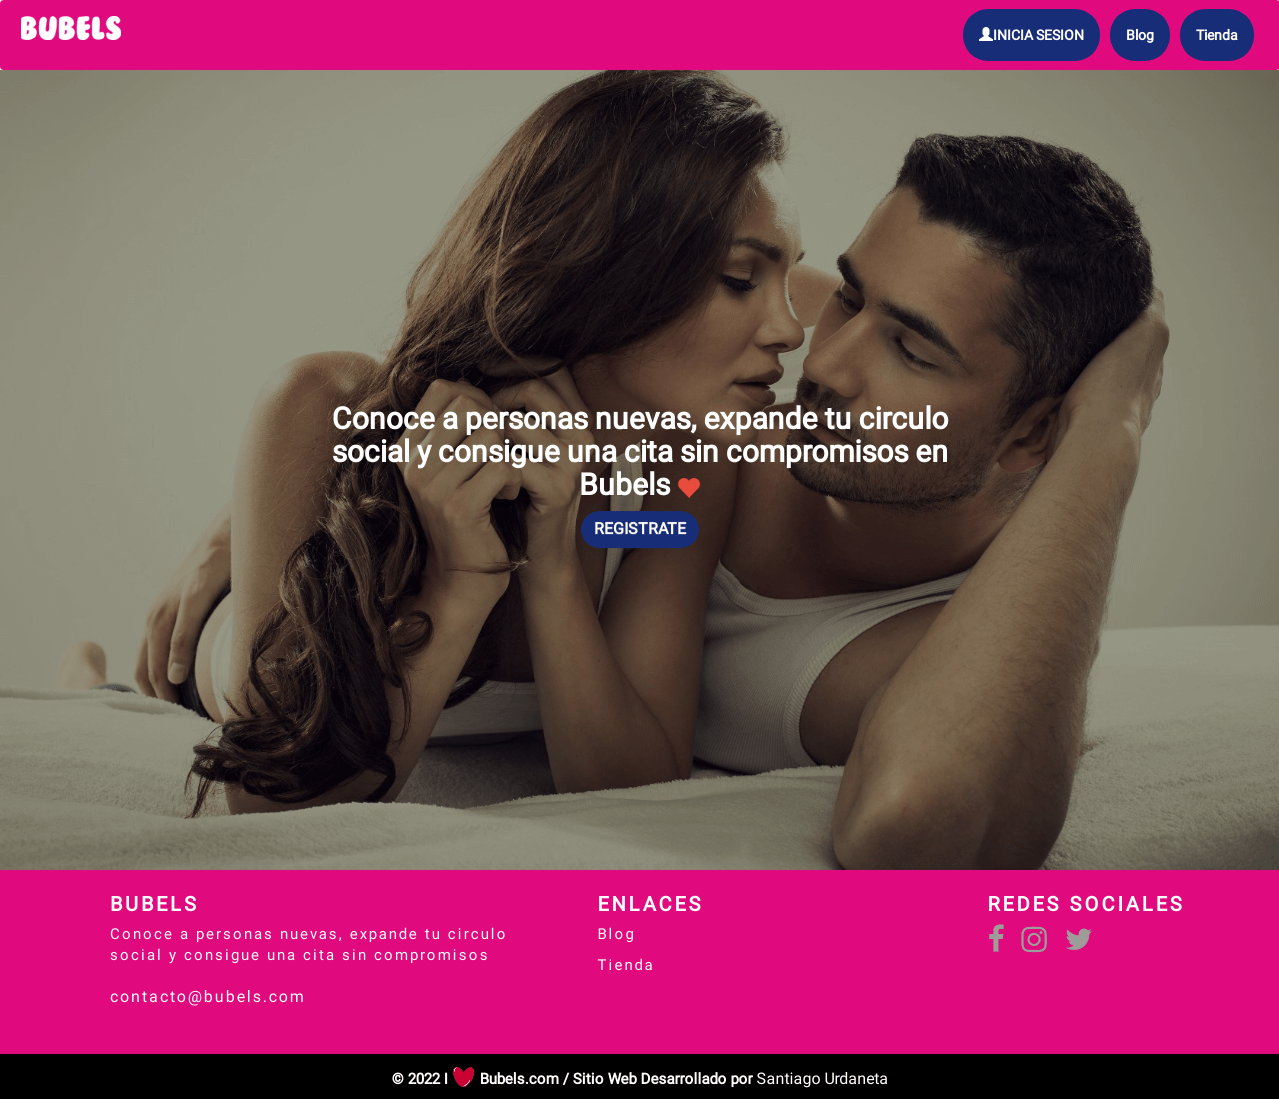 BUBELS
INICIA SESION
Blog
Tienda
Conoce a personas nuevas, expande tu circulo
social y consigue una cita sin compromisos en
Bubels
REGISTRATE
BUBELS
Conoce a personas nuevas, expande tu circulo
social y consigue una cita sin compromisos
contacto@bubels.com
ENLACES
Blog
Tienda
REDES SOCIALES
© 2022 I Bubels.com / Sitio Web Desarrollado por Santiago Urdaneta